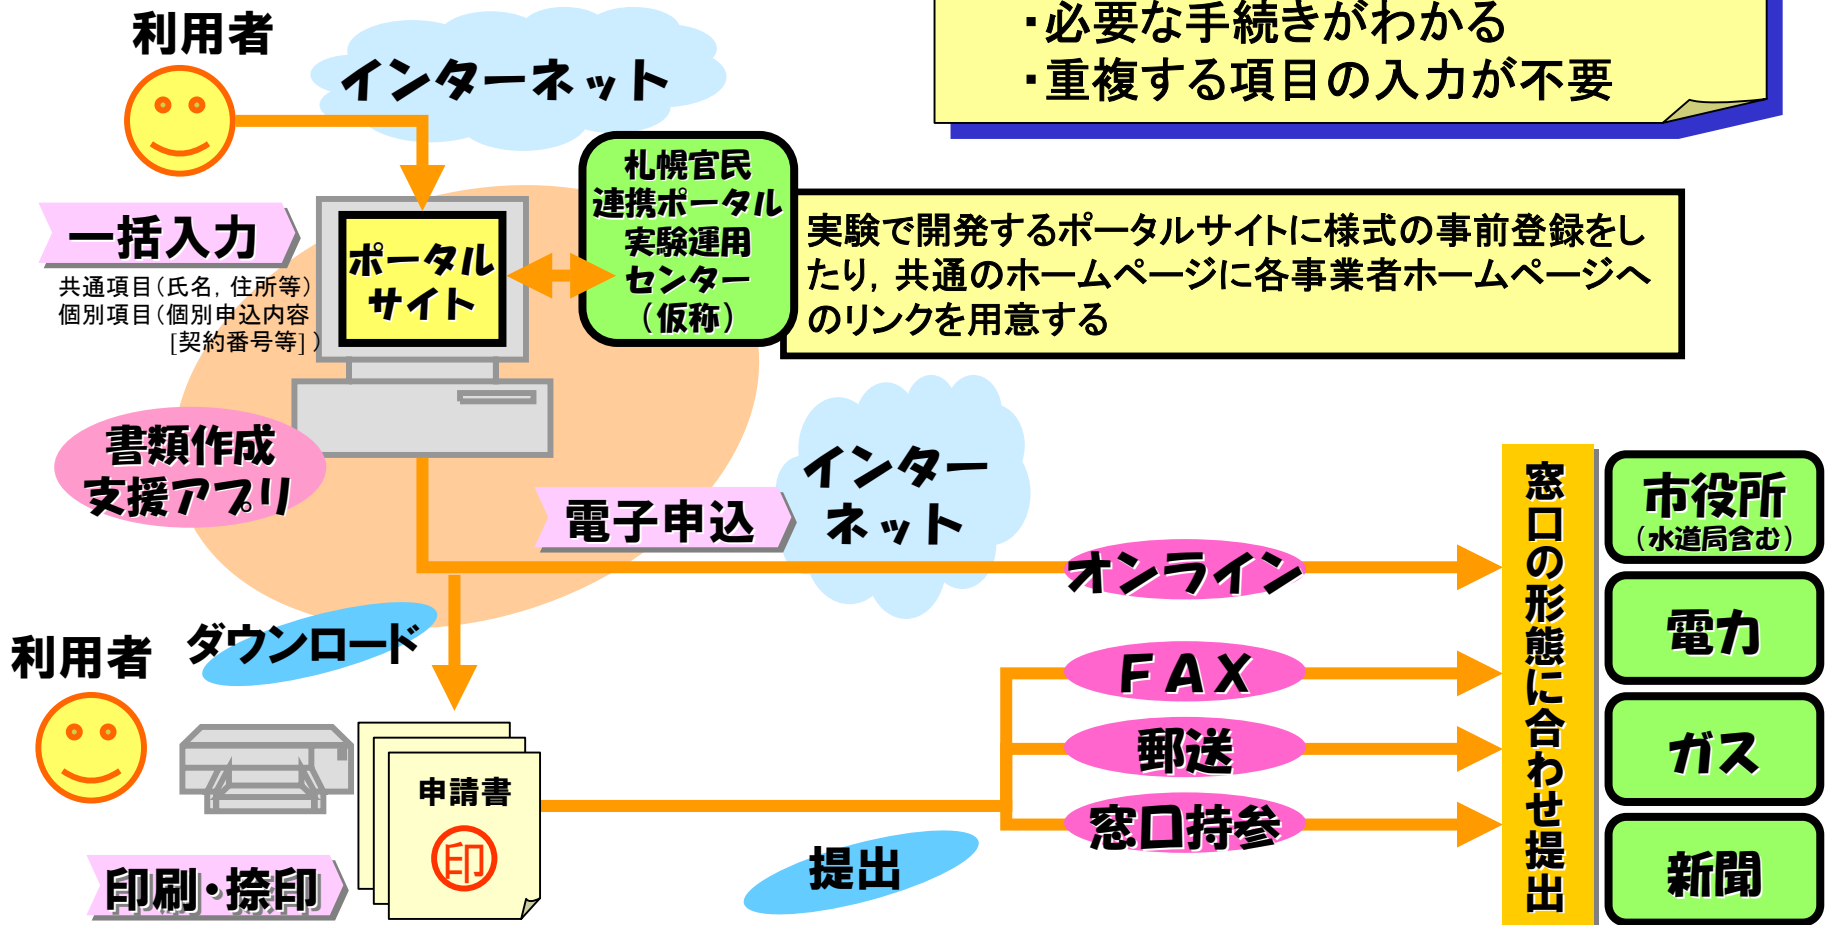 利用者
インターネット
・必要な手続きがわかる
・重複する項目の入力が不要
一括入力
共通項目（氏名，住所等）
個別項目（個別申込内容
［契約番号等］）
ポータル
サイト
札幌官民
連携ポータル
実験運用
センター
（仮称）
実験で開発するポータルサイトに様式の事前登録をし
たり，共通のホームページに各事業者ホームページへ
のリンクを用意する
書類作成
支援アプリ
電子申込
インター
ネット
オンライン
FAX
郵送
窓口持参
窓口の形態に合わせ提出
市役所
（水道局含む）
電力
ガス
新聞
利用者
ダウンロード
申請書
印
印刷・捺印
提出